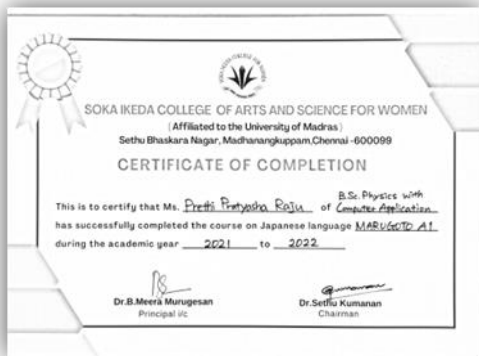 SOKA IKEDA COLLEGE OF ARTS AND SCIENCE FOR WOMEN
(Affiliated to the University of Madras)
Sethu Bhaskara Nagar, Madhanangkuppam,Chennai -600099
CERTIFICATE OF COMPLETION
This is to certify that Ms. Prethi Pratyasha Raju of B.Sc. Physics with Computer Application
has successfully completed the course on Japanese language MARUGOTO A1
during the academic year 2021 to 2022
Dr.B.Meera Murugesan
Principal i/c
Dr.Sethu Kumanan
Chairman